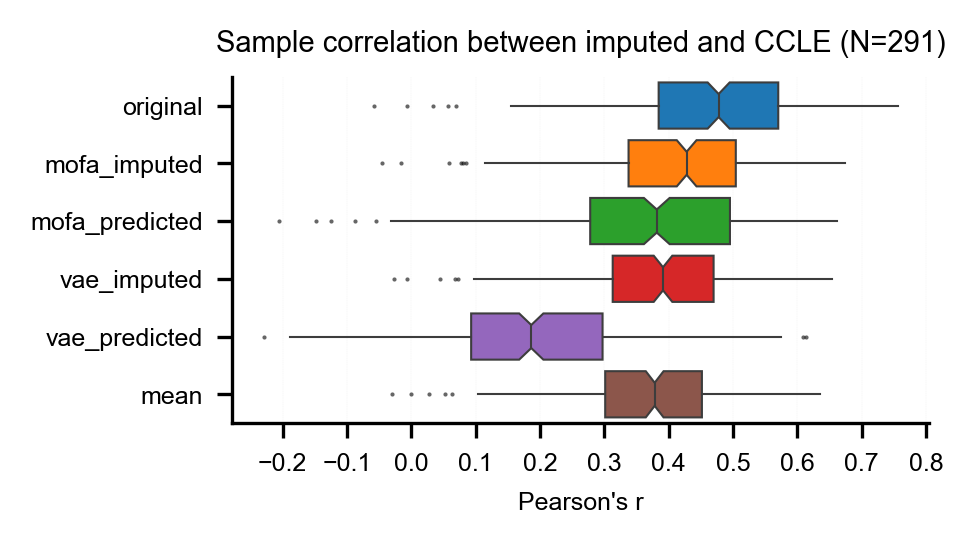 Sample correlation between imputed and CCLE (N=291)
original
mofa_imputed
mofa_predicted
vae_imputed
vae_predicted
mean
−0.2 −0.1 0.0 0.1 0.2 0.3 0.4 0.5 0.6 0.7 0.8
Pearson's r